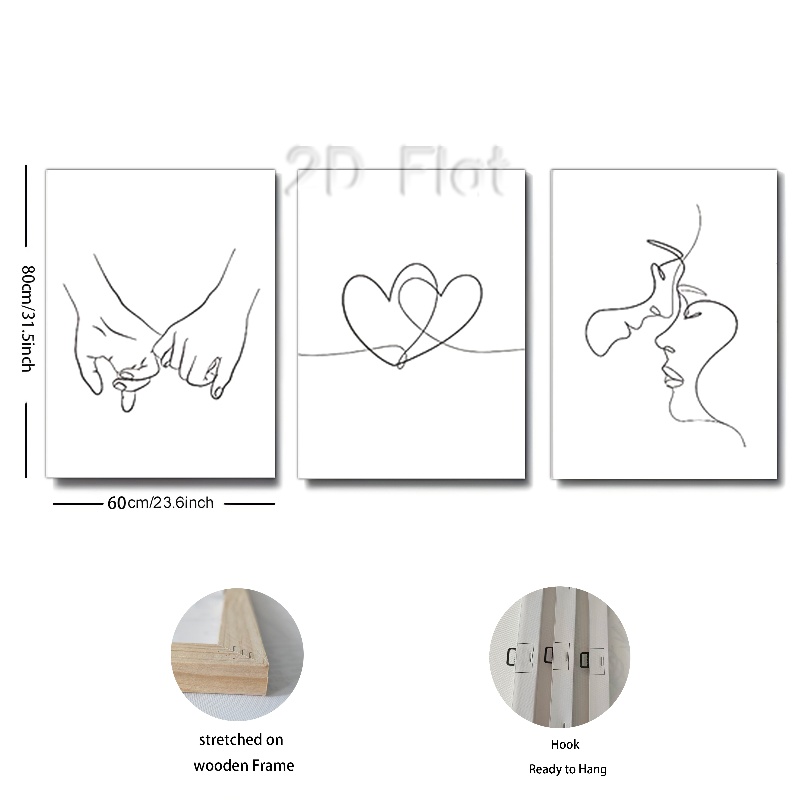 2D Flat
80cm/31.5inch
60cm/23.6inch
stretched on
wooden Frame
Hook
Ready to Hang